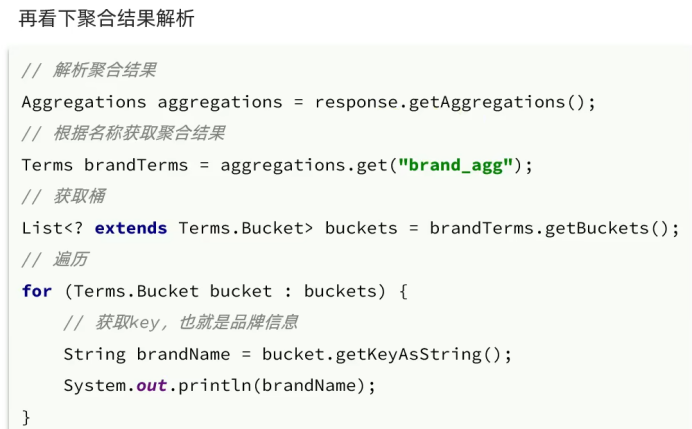 再看下聚合结果解析
// 解析聚合结果
Aggregations aggregations = response.getAggregations();
// 根据名称获取聚合结果
Terms brandTerms = aggregations.get("brand_agg");
// 获取桶
List<? extends Terms.Bucket> buckets = brandTerms.getBuckets();
// 遍历
for (Terms.Bucket bucket : buckets) {
    // 获取key, 也就是品牌信息
    String brandName = bucket.getKeyAsString();
    System.out.println(brandName);
}